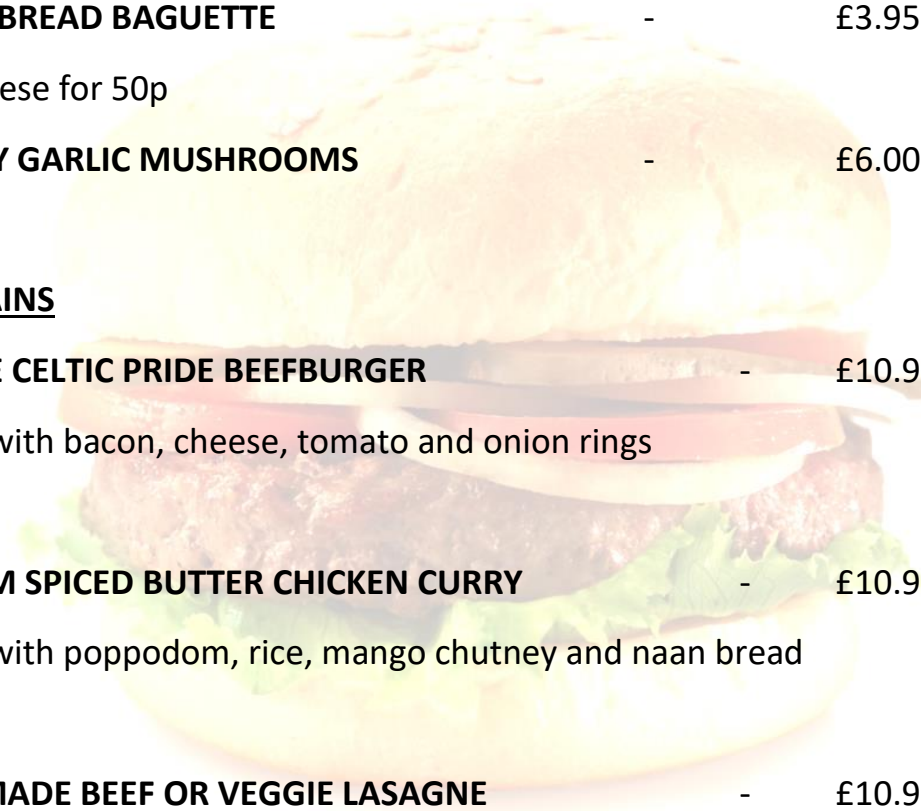 BREAD BAGUETTE - £3.95
ese for 50p
Y GARLIC MUSHROOMS - £6.00
AINS
E CELTIC PRIDE BEEFBURGER - £10.9
with bacon, cheese, tomato and onion rings
M SPICED BUTTER CHICKEN CURRY - £10.9
with poppodom, rice, mango chutney and naan bread
MADE BEEF OR VEGGIE LASAGNE - £10.9